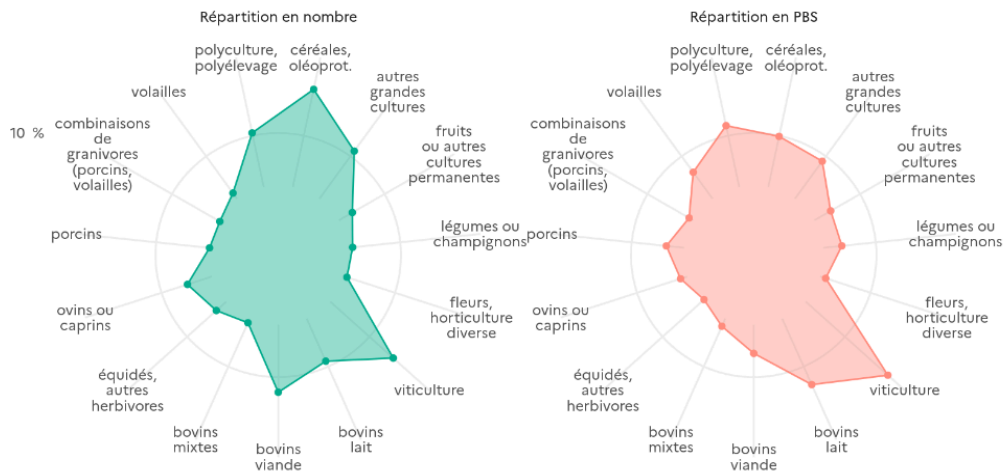 Répartition en nombre
polyculture,
polyélevage
céréales,
oléoprot.
autres
grandes
cultures
fruits
ou autres
cultures
permanentes
légumes ou
champignons
fleurs,
horticulture
diverse
viticulture
bovins
lait
bovins
viande
bovins
mixtes
équidés,
autres
herbivores
ovins ou
caprins
porcins
combinaisons
de
granivores
(porcins,
volailles)
volailles
10 %
Répartition en PBS
polyculture,
polyélevage
céréales,
oléoprot.
autres
grandes
cultures
fruits
ou autres
cultures
permanentes
légumes ou
champignons
fleurs,
horticulture
diverse
viticulture
bovins
lait
bovins
viande
bovins
mixtes
équidés,
autres
herbivores
ovins ou
caprins
porcins
combinaisons
de
granivores
(porcins,
volailles)
volailles